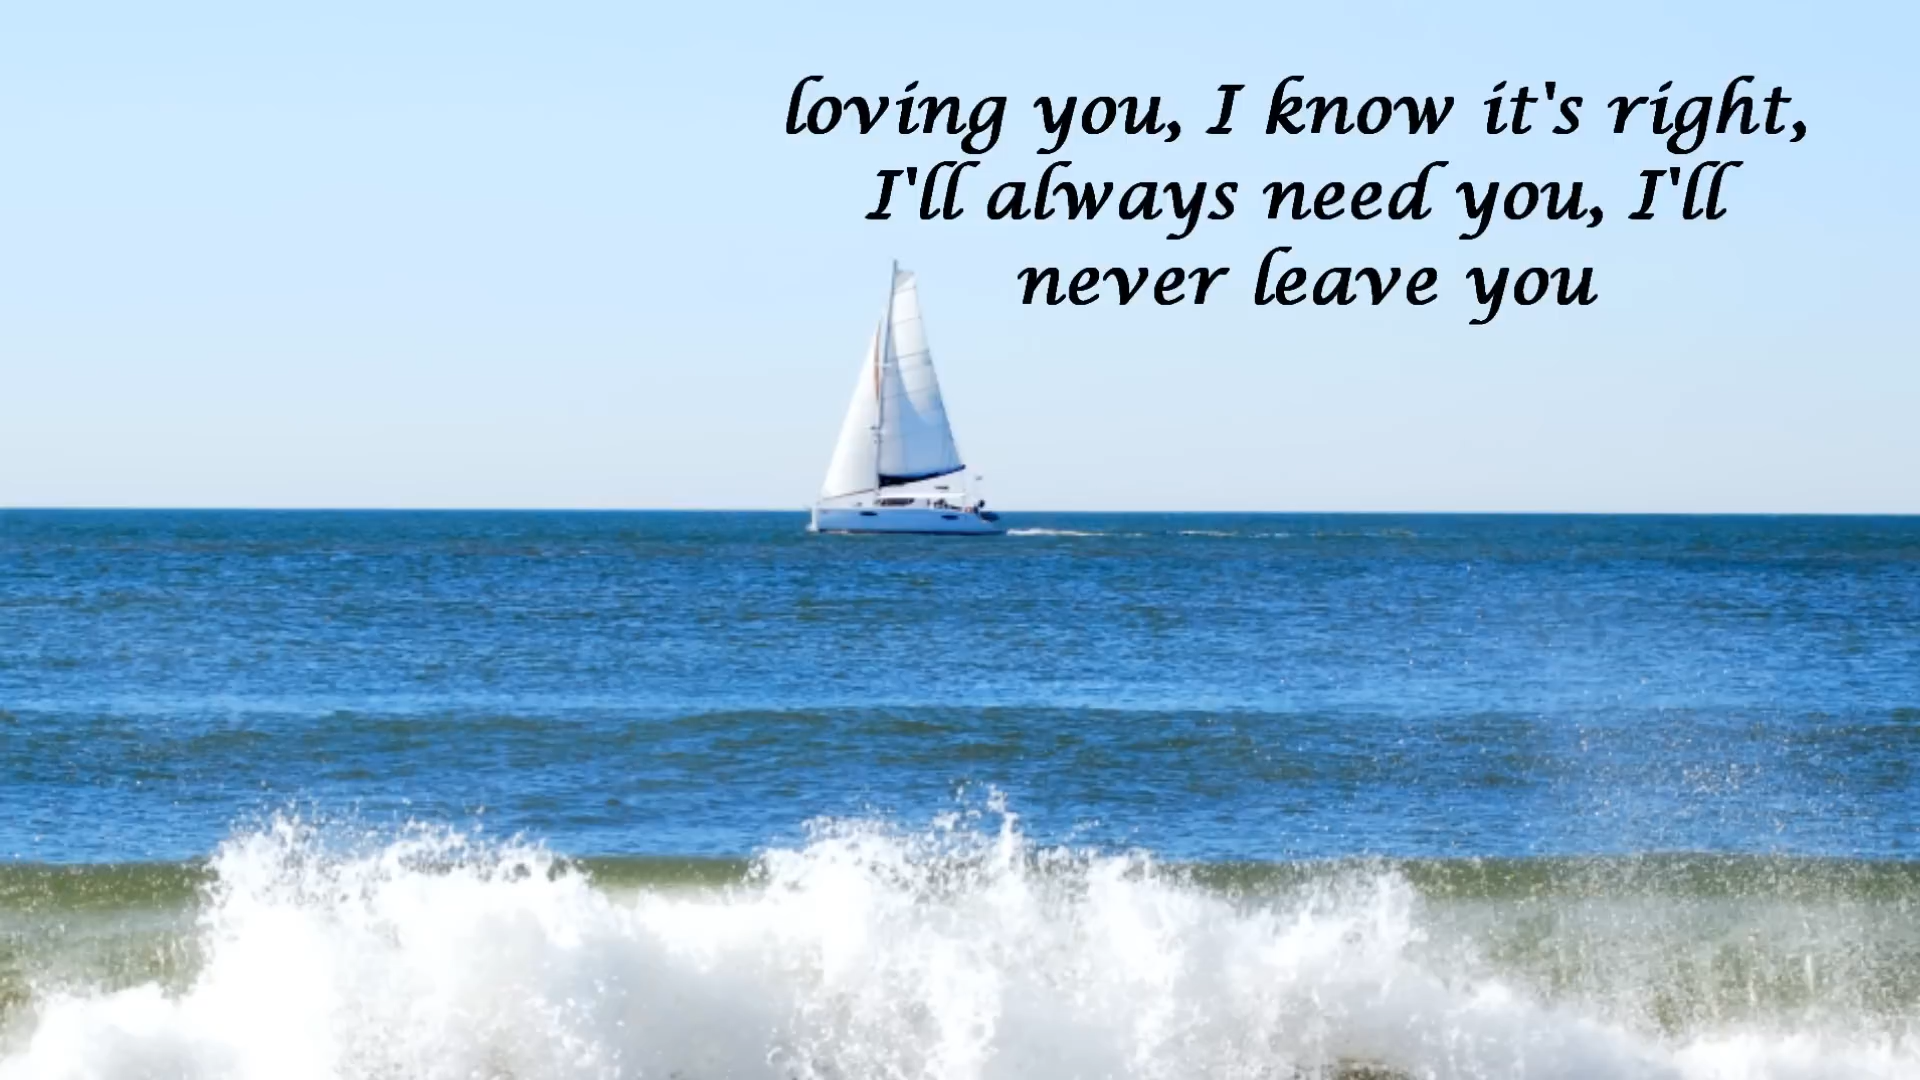 loving you, I know it's right,
I'll always need you, I'll
never leave you